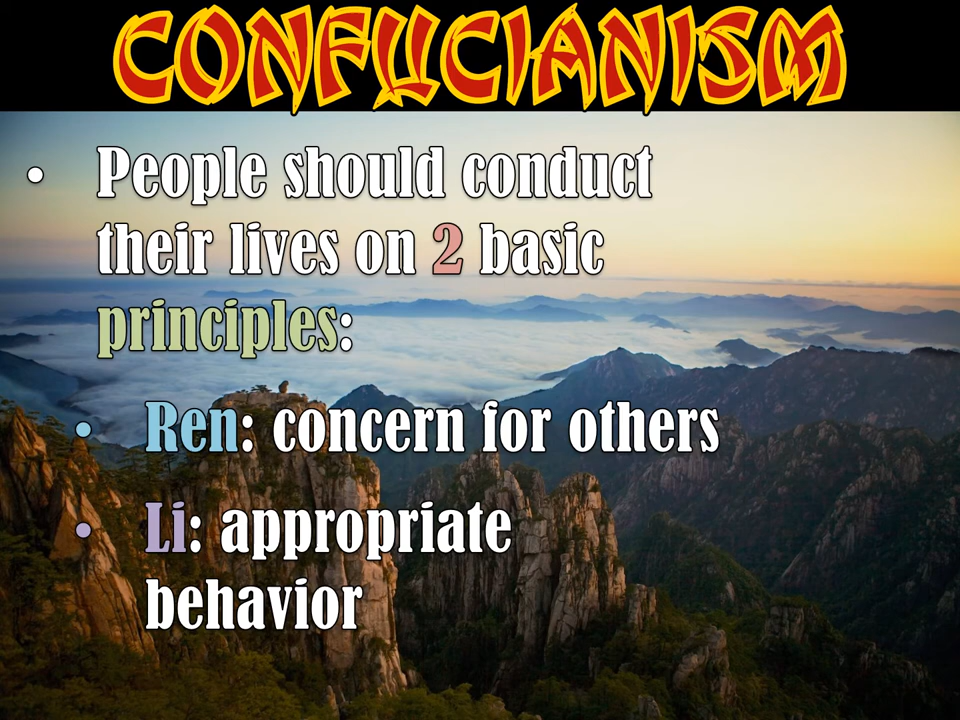 CONFUCIANISM
• People should conduct
their lives on 2 basic
principles:
• Ren: concern for others
• Li: appropriate
behavior